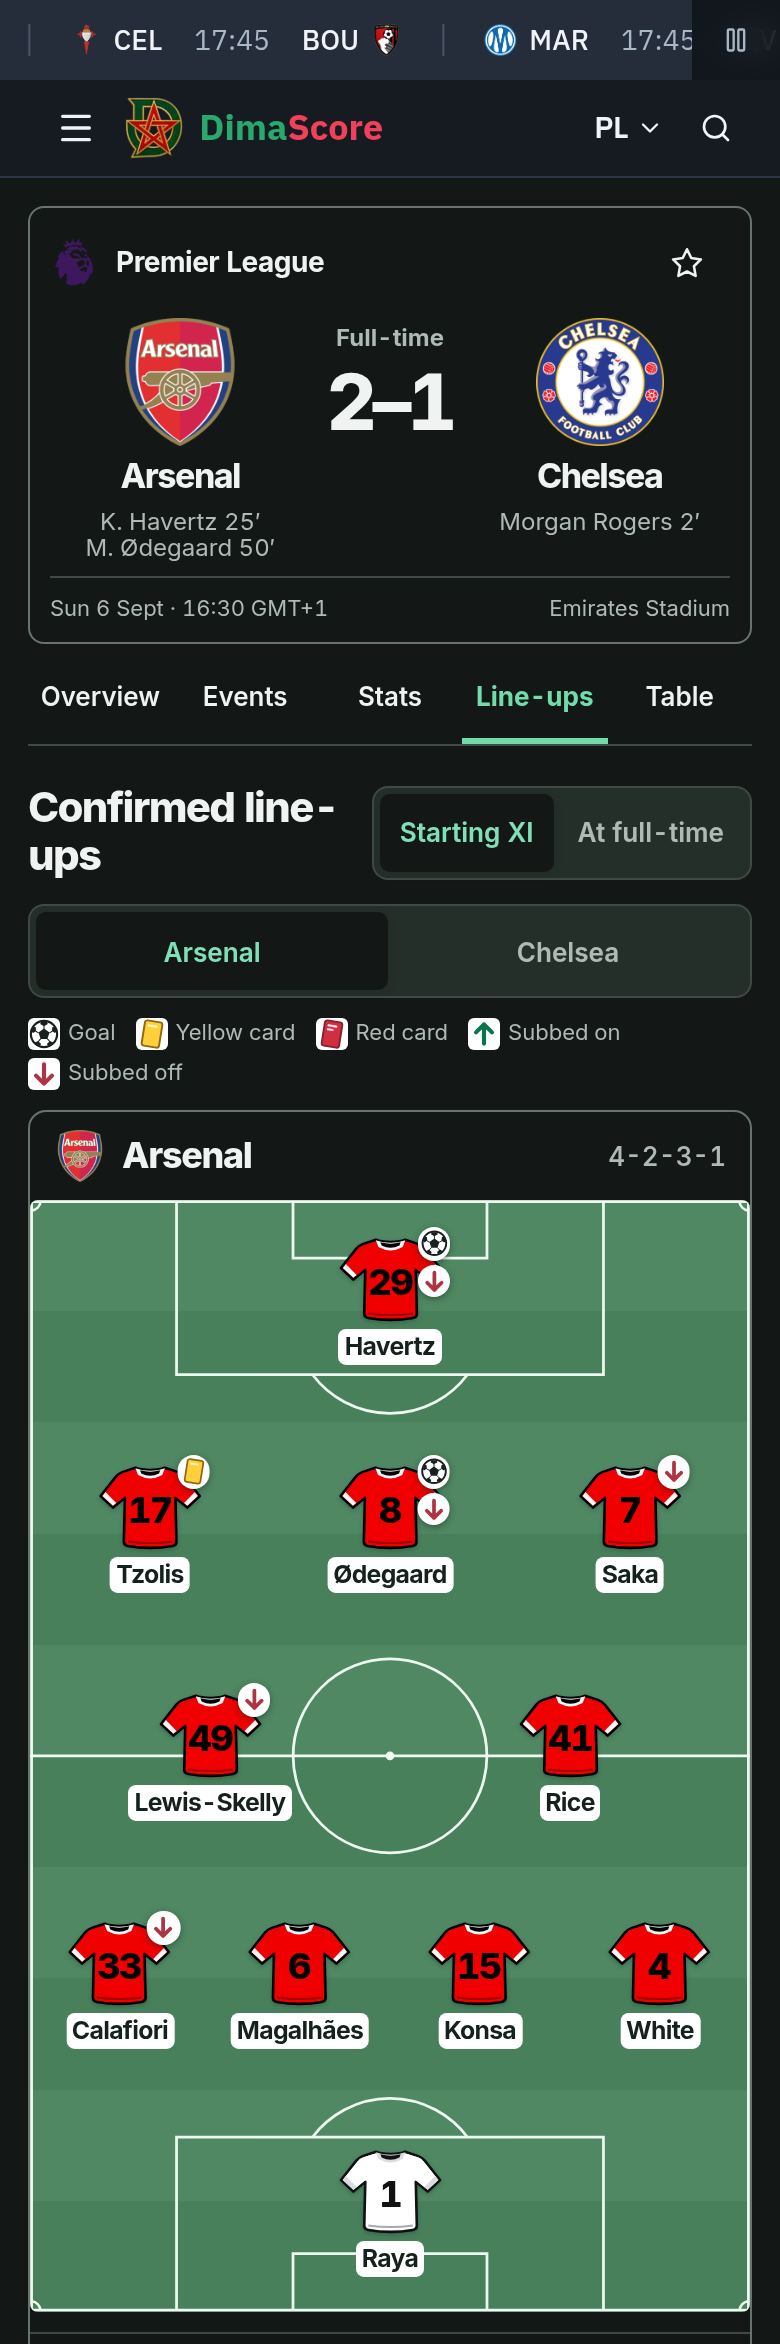 CEL 17:45 BOU MAR 17:45
DimaScore PL
Premier League
Arsenal
Full-time
2–1
CHELSEA
FOOTBALL CLUB
Arsenal Chelsea
K. Havertz 25′ Morgan Rogers 2′
M. Ødegaard 50′
Sun 6 Sept · 16:30 GMT+1 Emirates Stadium
Overview Events Stats Line-ups Table
Confirmed line-
ups
Starting XI At full-time
Arsenal Chelsea
Goal Yellow card Red card Subbed on
Subbed off
Arsenal Arsenal 4-2-3-1
29
Havertz
17 8 7
Tzolis Ødegaard Saka
49 41
Lewis-Skelly Rice
33 6 15 4
Calafiori Magalhães Konsa White
1
Raya